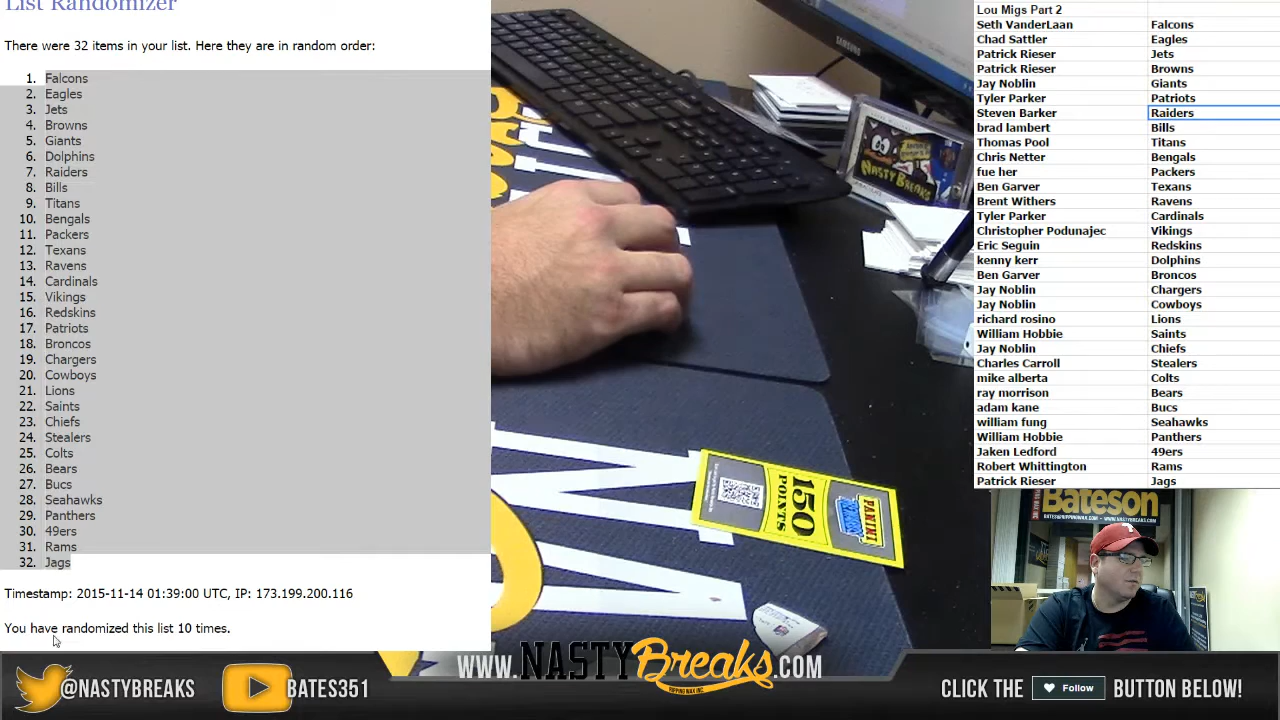 List Randomizer
There were 32 items in your list. Here they are in random order:
1. Falcons
2. Eagles
3. Jets
4. Browns
5. Giants
6. Dolphins
7. Raiders
8. Bills
9. Titans
10. Bengals
11. Packers
12. Texans
13. Ravens
14. Cardinals
15. Vikings
16. Redskins
17. Patriots
18. Broncos
19. Chargers
20. Cowboys
21. Lions
22. Saints
23. Chiefs
24. Stealers
25. Colts
26. Bears
27. Bucs
28. Seahawks
29. Panthers
30. 49ers
31. Rams
32. Jags
Timestamp: 2015-11-14 01:39:00 UTC, IP: 173.199.200.116
You have randomized this list 10 times.
SAMSUNG
NASTY BREAKS
150
POINTS
PANINI
Lou Migs Part 2
Seth VanderLaan Falcons
Chad Sattler Eagles
Patrick Rieser Jets
Patrick Rieser Browns
Jay Noblin Giants
Tyler Parker Patriots
Steven Barker Raiders
brad lambert Bills
Thomas Pool Titans
Chris Netter Bengals
fue her Packers
Ben Garver Texans
Brent Withers Ravens
Tyler Parker Cardinals
Christopher Podunajec Vikings
Eric Seguin Redskins
kenny kerr Dolphins
Ben Garver Broncos
Jay Noblin Chargers
Jay Noblin Cowboys
richard rosino Lions
William Hobbie Saints
Jay Noblin Chiefs
Charles Carroll Stealers
mike alberta Colts
ray morrison Bears
adam kane Bucs
william fung Seahawks
William Hobbie Panthers
Jaken Ledford 49ers
Robert Whittington Rams
Patrick Rieser Jags
Bateson
@NASTYBREAKS
BATES351
WWW.NASTYBreaks.COM
RIPPING WAX INC.
CLICK THE Follow BUTTON BELOW!